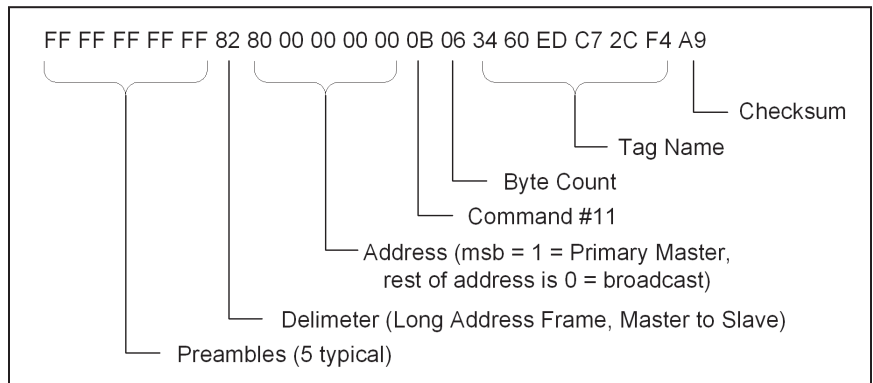 FF FF FF FF FF 82 80 00 00 00 00 0B 06 34 60 ED C7 2C F4 A9
Checksum
Tag Name
Byte Count
Command #11
Address (msb = 1 = Primary Master,
rest of address is 0 = broadcast)
Delimeter (Long Address Frame, Master to Slave)
Preambles (5 typical)